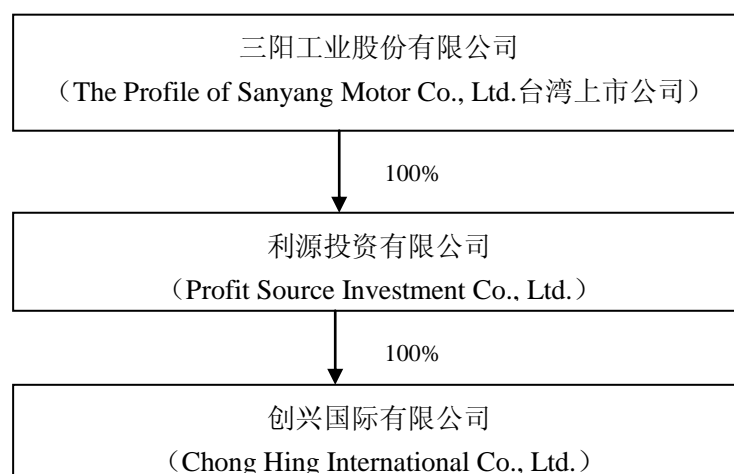 三阳工业股份有限公司
（The Profile of Sanyang Motor Co., Ltd.台湾上市公司）
100%
利源投资有限公司
（Profit Source Investment Co., Ltd.）
100%
创兴国际有限公司
（Chong Hing International Co., Ltd.）